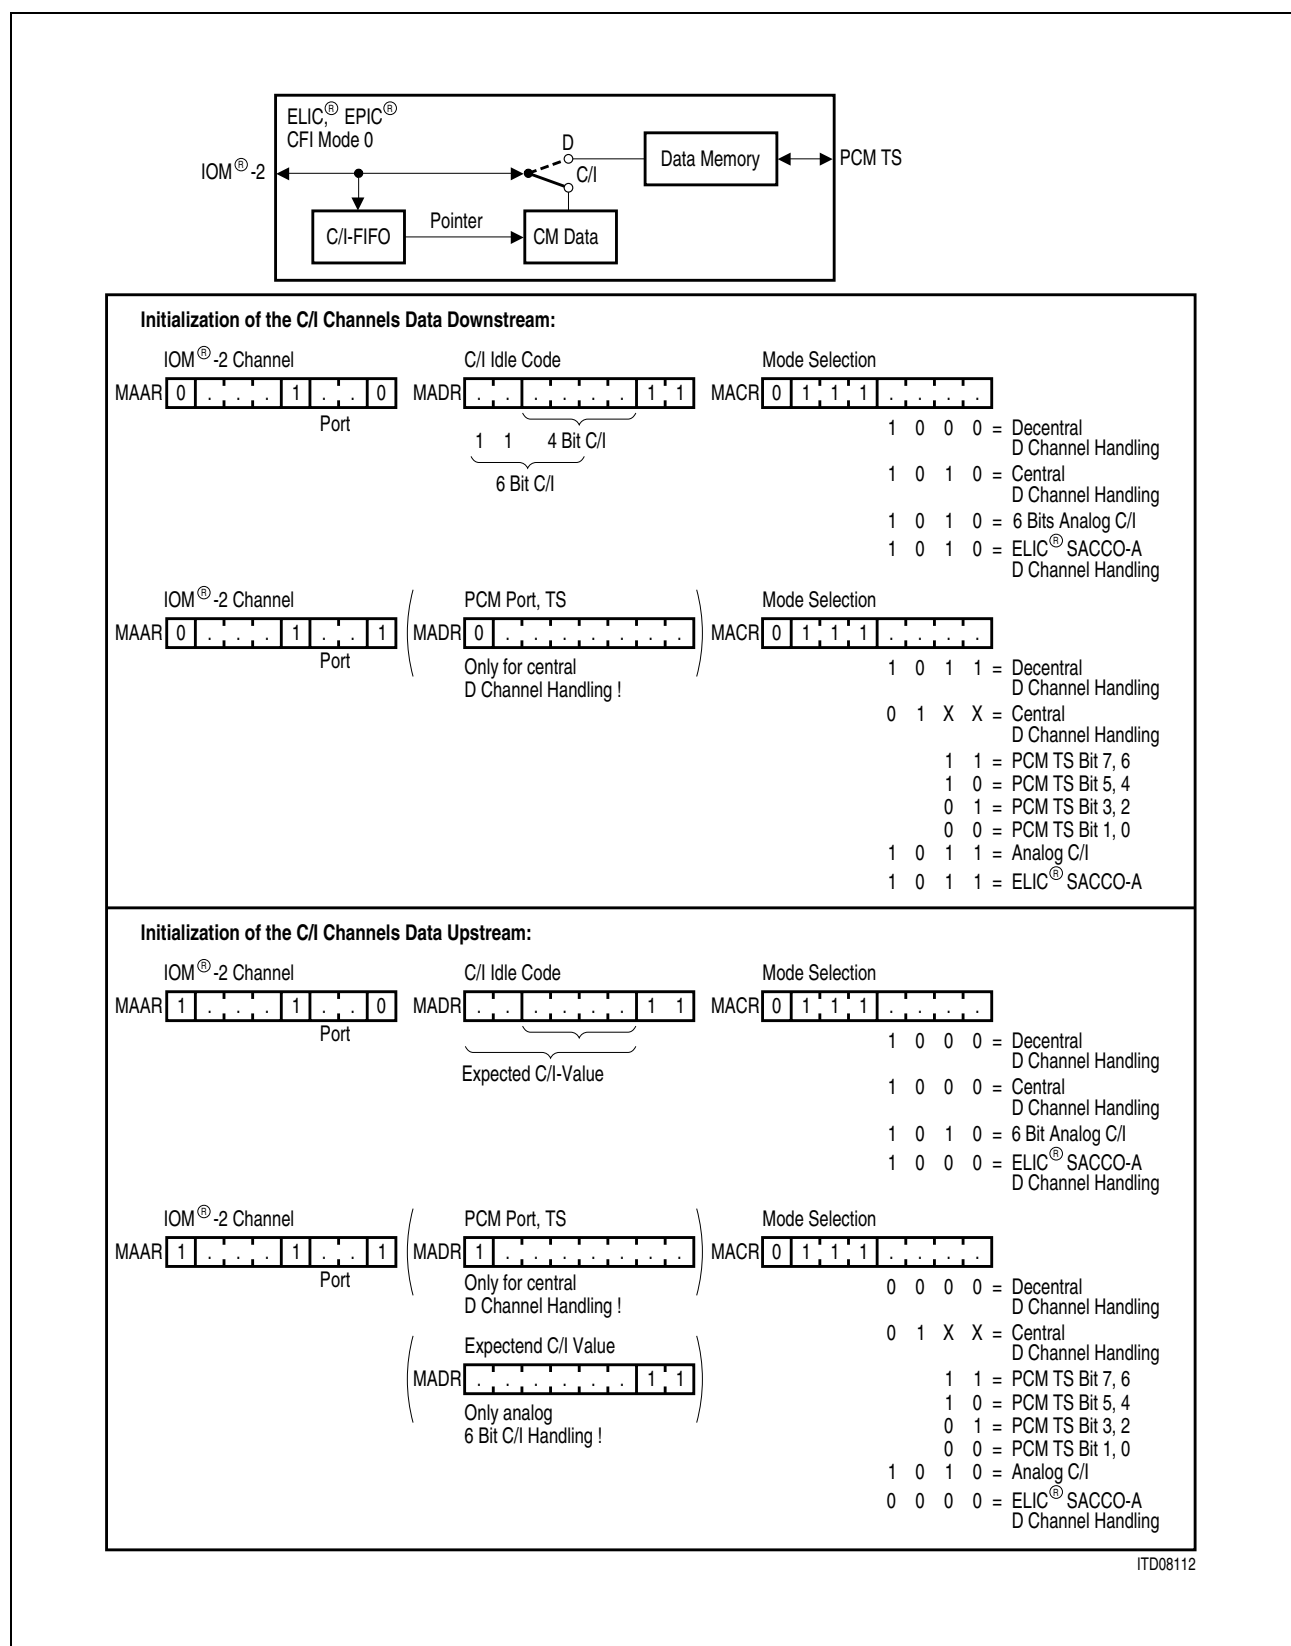 ELIC,® EPIC®
CFI Mode 0
IOM®-2
D
C/I
Data Memory
PCM TS
C/I-FIFO
Pointer
CM Data
Initialization of the C/I Channels Data Downstream:
IOM®-2 Channel C/I Idle Code Mode Selection
MAAR 0 . . . 1 . . 0 MADR . . . . . . 1 1 MACR 0 1 1 1 . . . .
Port
1 1 4 Bit C/I
6 Bit C/I
1 0 0 0 = Decentral
D Channel Handling
1 0 1 0 = Central
D Channel Handling
1 0 1 0 = 6 Bits Analog C/I
1 0 1 0 = ELIC® SACCO-A
D Channel Handling
IOM®-2 Channel PCM Port, TS Mode Selection
MAAR 0 . . . 1 . . 1 MADR 0 . . . . . . . MACR 0 1 1 1 . . . .
Port
Only for central
D Channel Handling !
1 0 1 1 = Decentral
D Channel Handling
0 1 X X = Central
D Channel Handling
1 1 = PCM TS Bit 7, 6
1 0 = PCM TS Bit 5, 4
0 1 = PCM TS Bit 3, 2
0 0 = PCM TS Bit 1, 0
1 0 1 1 = Analog C/I
1 0 1 1 = ELIC® SACCO-A
Initialization of the C/I Channels Data Upstream:
IOM®-2 Channel C/I Idle Code Mode Selection
MAAR 1 . . . 1 . . 0 MADR . . . . . . 1 1 MACR 0 1 1 1 . . . .
Port
Expected C/I-Value
1 0 0 0 = Decentral
D Channel Handling
1 0 0 0 = Central
D Channel Handling
1 0 1 0 = 6 Bit Analog C/I
1 0 0 0 = ELIC® SACCO-A
D Channel Handling
IOM®-2 Channel PCM Port, TS Mode Selection
MAAR 1 . . . 1 . . 1 MADR 1 . . . . . . . MACR 0 1 1 1 . . . .
Port
Only for central
D Channel Handling !
Expectend C/I Value
MADR . . . . . . 1 1
Only analog
6 Bit C/I Handling !
0 0 0 0 = Decentral
D Channel Handling
0 1 X X = Central
D Channel Handling
1 1 = PCM TS Bit 7, 6
1 0 = PCM TS Bit 5, 4
0 1 = PCM TS Bit 3, 2
0 0 = PCM TS Bit 1, 0
1 0 1 0 = Analog C/I
0 0 0 0 = ELIC® SACCO-A
D Channel Handling
ITD08112